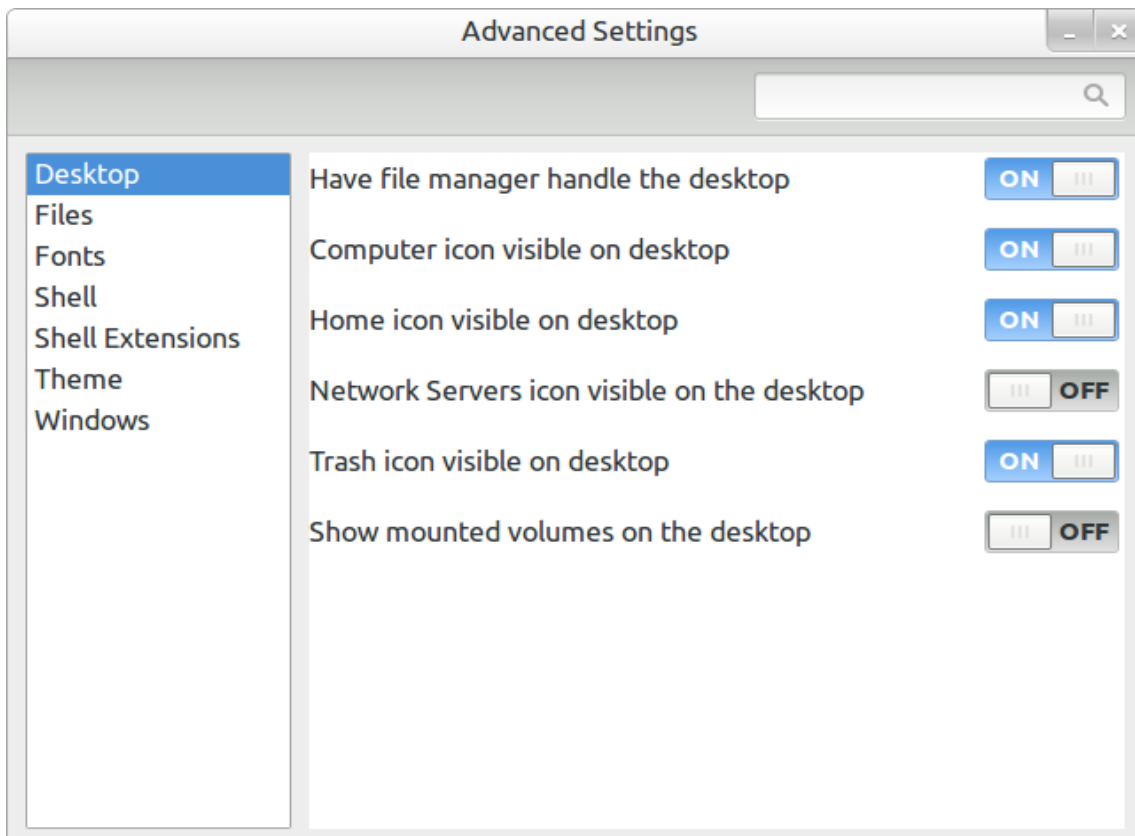 Advanced Settings
Desktop
Files
Fonts
Shell
Shell Extensions
Theme
Windows
Have file manager handle the desktop ON
Computer icon visible on desktop ON
Home icon visible on desktop ON
Network Servers icon visible on the desktop OFF
Trash icon visible on desktop ON
Show mounted volumes on the desktop OFF